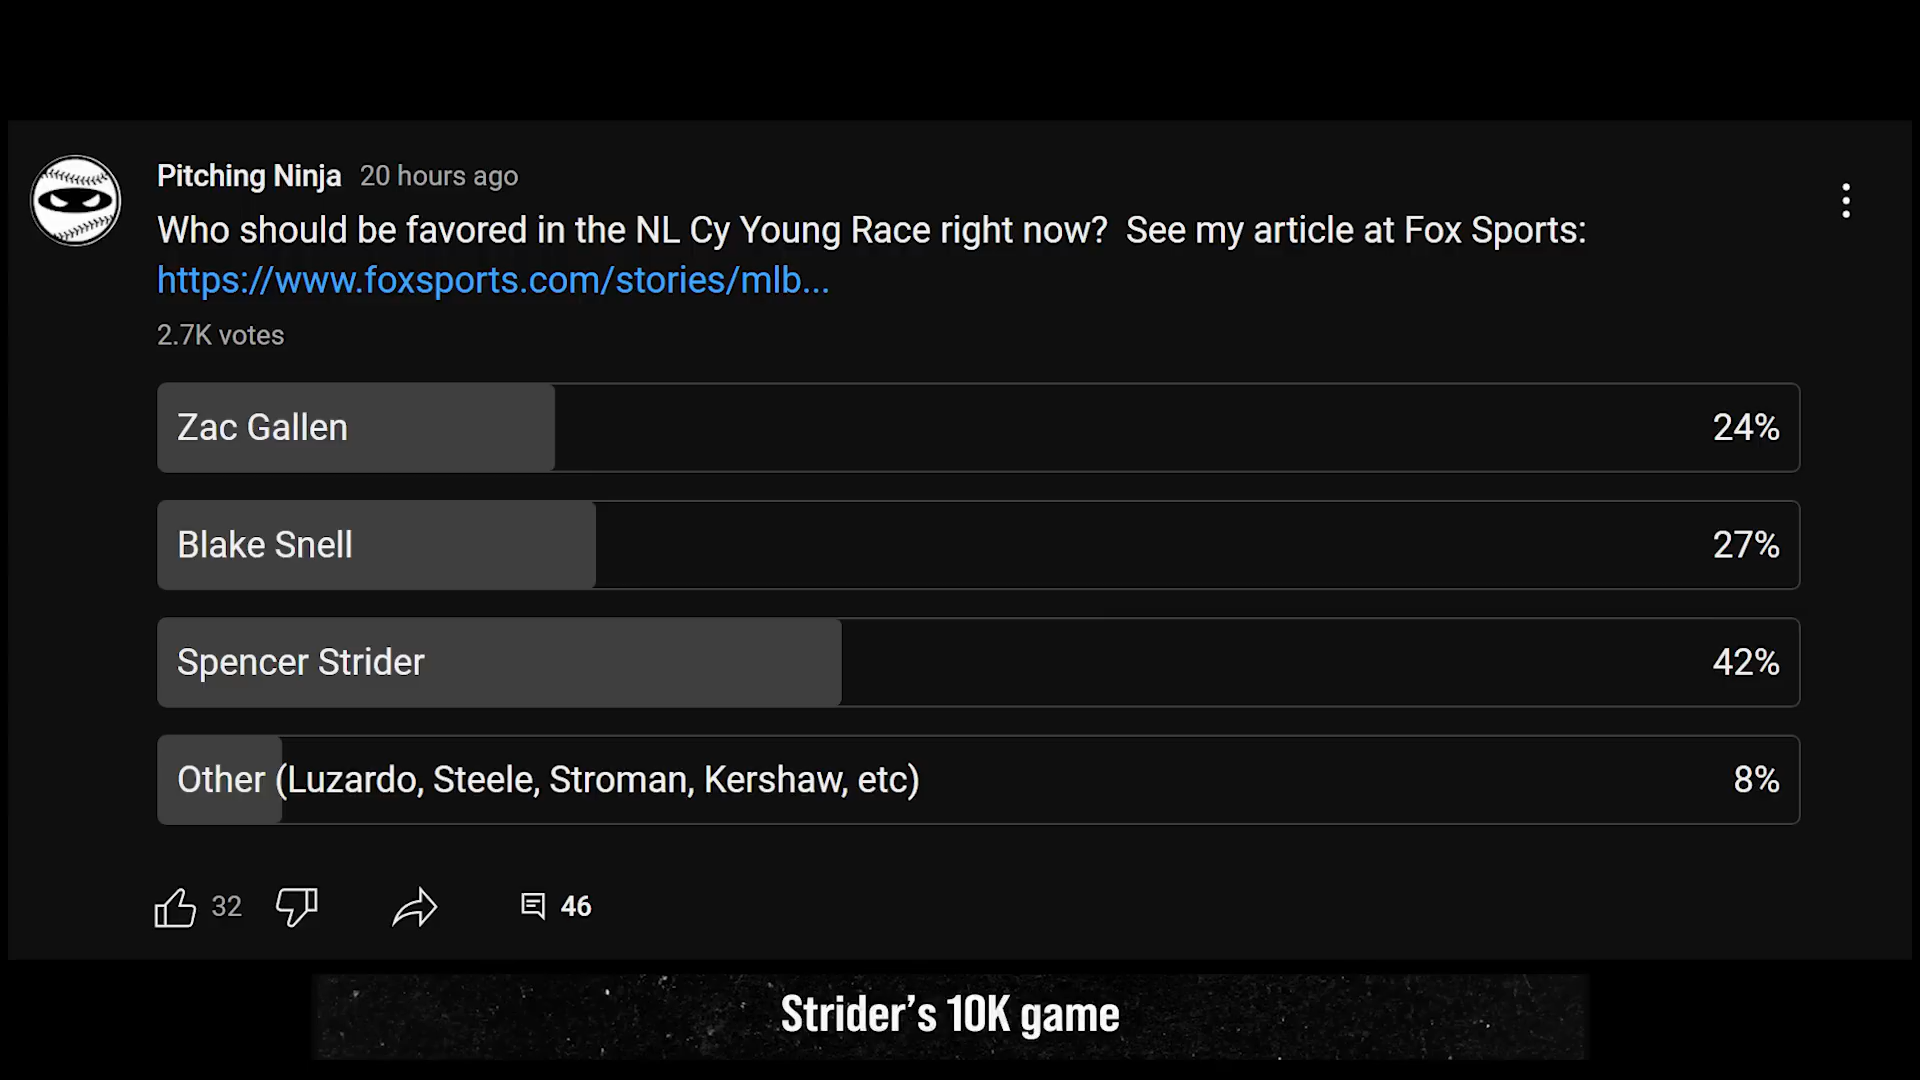 Pitching Ninja 20 hours ago
Who should be favored in the NL Cy Young Race right now? See my article at Fox Sports:
https://www.foxsports.com/stories/mlb...
2.7K votes
Zac Gallen 24%
Blake Snell 27%
Spencer Strider 42%
Other (Luzardo, Steele, Stroman, Kershaw, etc) 8%
32 46
Strider’s 10K game